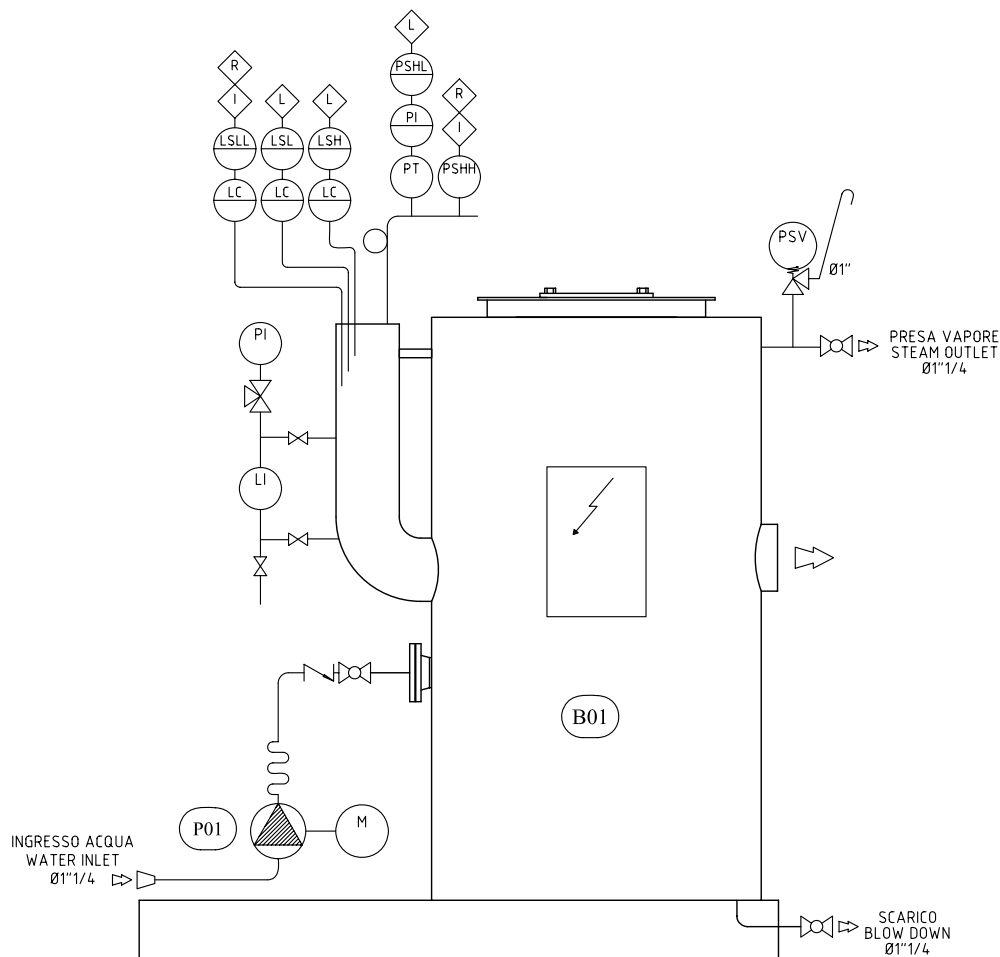 L
R
PSHL
R
I
L
L
PI
I
LSLL
LSL
LSH
PT
PSHH
LC
LC
LC
PSV
Ø1"
PI
PRESA VAPORE
STEAM OUTLET
Ø1"1/4
LI
B01
P01
M
INGRESSO ACQUA
WATER INLET
Ø1"1/4
SCARICO
BLOW DOWN
Ø1"1/4